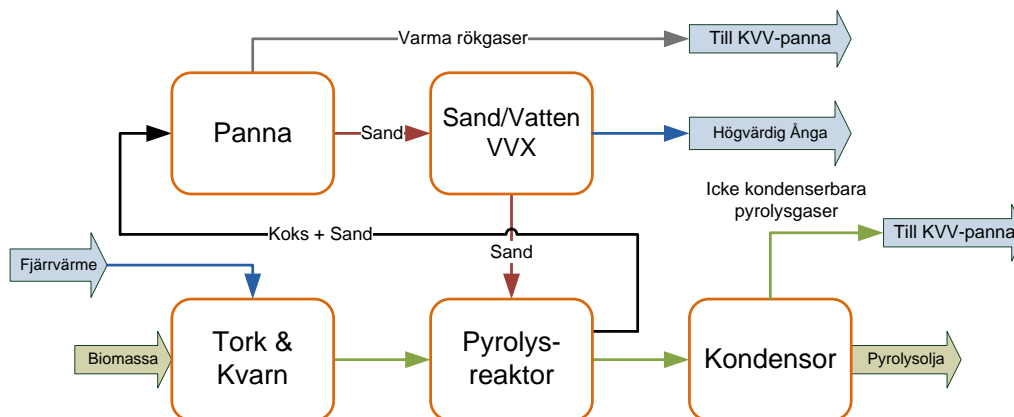 Varma rökgaser
Till KVV-panna
Panna
Sand
Sand/Vatten
VVX
Högvärdig Ånga
Icke kondenserbara
pyrolysgaser
Till KVV-panna
Koks + Sand
Sand
Fjärrvärme
Biomassa
Tork &
Kvarn
Pyrolys-
reaktor
Kondensor
Pyrolysolja